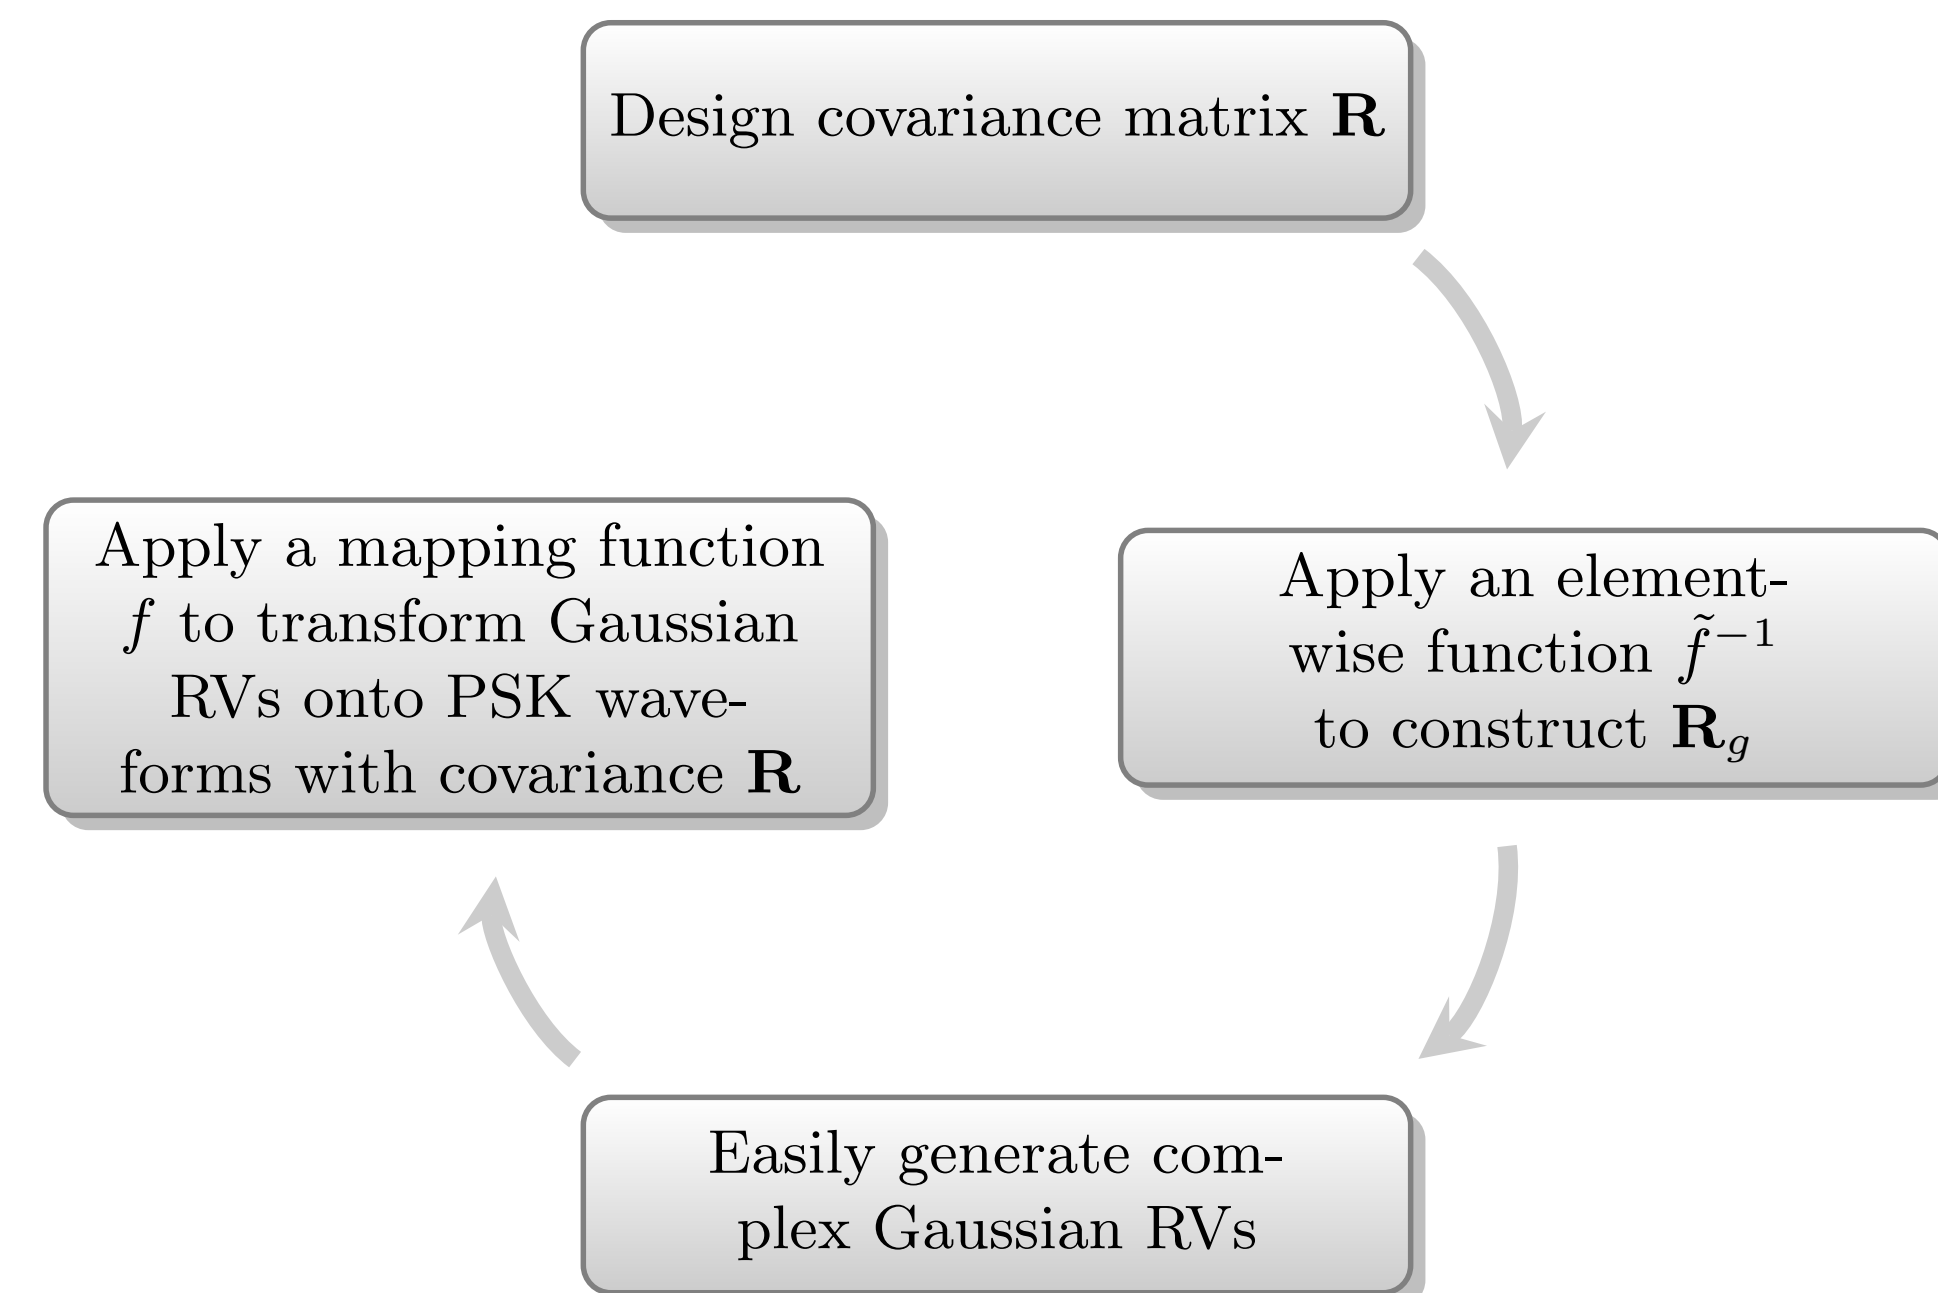 Design covariance matrix R
Apply a mapping function
f to transform Gaussian
RVs onto PSK wave-
forms with covariance R
Apply an element-
wise function f̃⁻¹
to construct R_g
Easily generate com-
plex Gaussian RVs